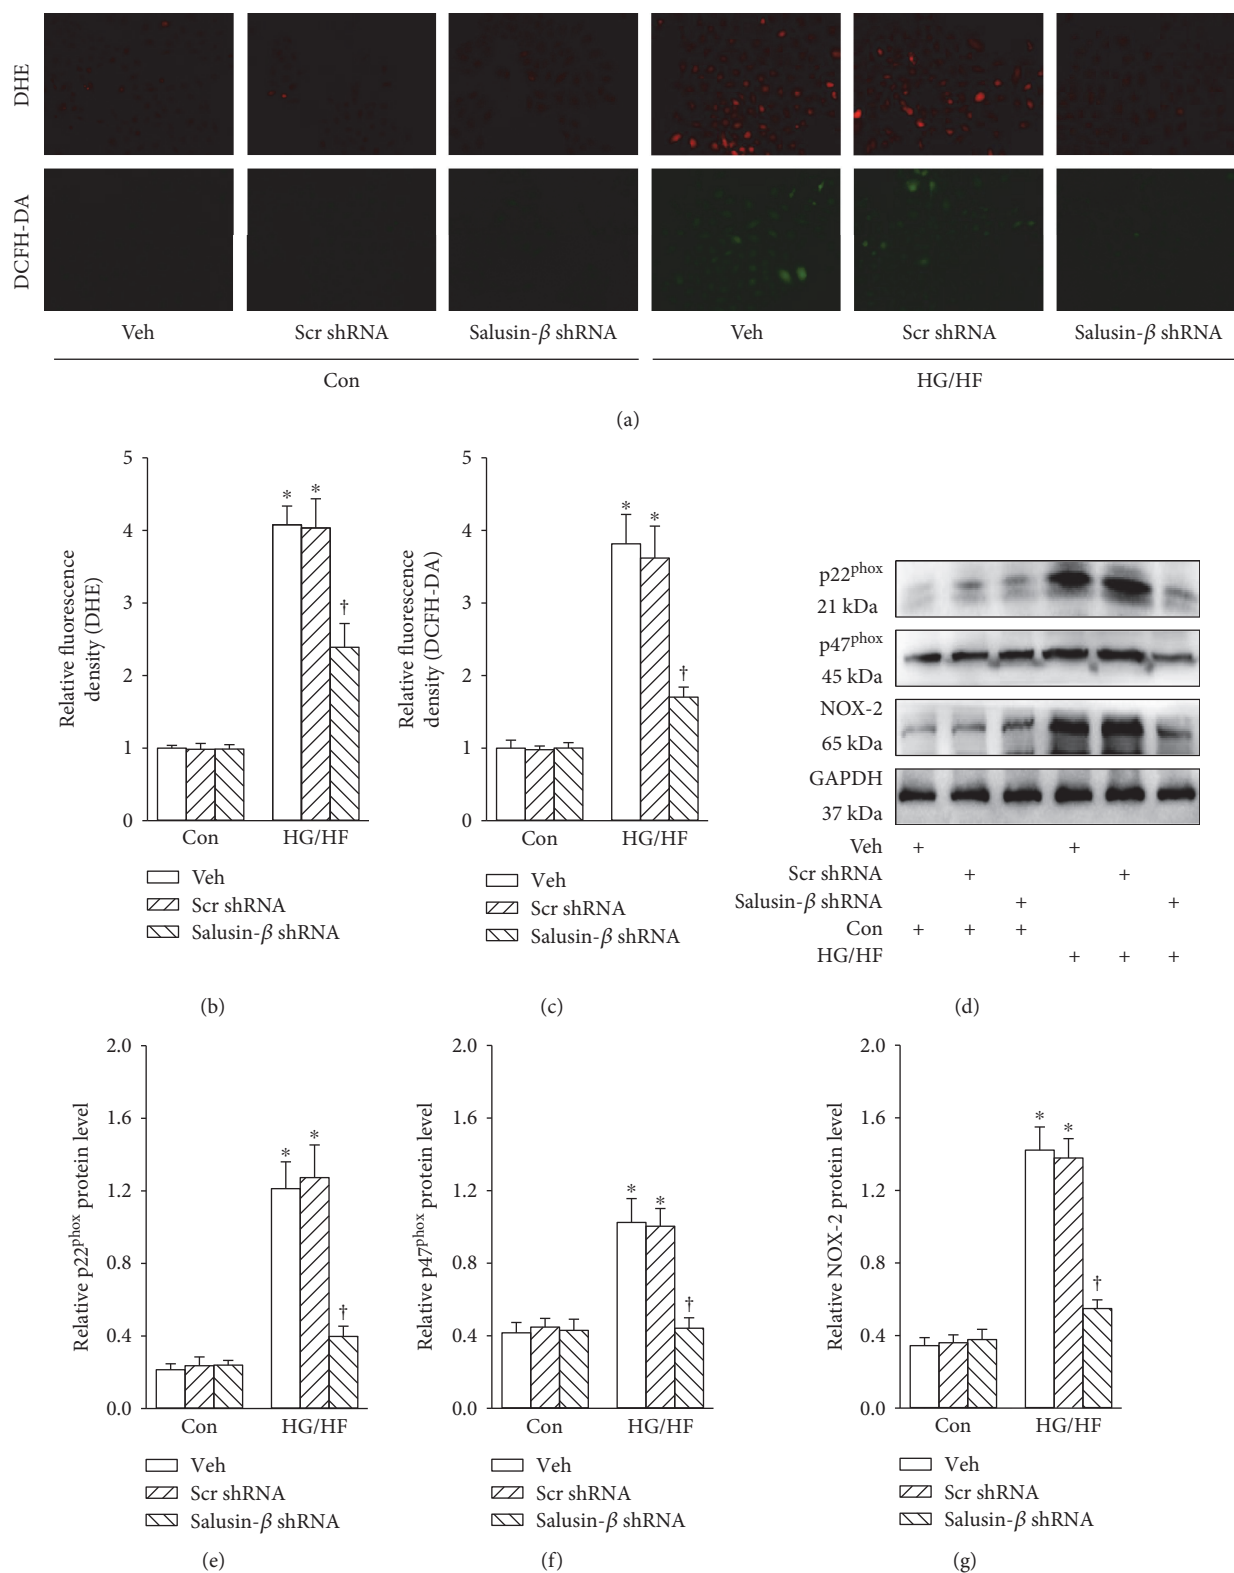 DHE
DCFH-DA
Veh Scr shRNA Salusin-β shRNA Veh Scr shRNA Salusin-β shRNA
Con HG/HF
(a)
Relative fluorescence
density (DHE)
5
4
3
2
1
0
* * †
Con HG/HF
Veh
Scr shRNA
Salusin-β shRNA
(b)
Relative fluorescence
density (DCFH-DA)
5
4
3
2
1
0
* * †
Con HG/HF
Veh
Scr shRNA
Salusin-β shRNA
(c)
p22phox
21 kDa
p47phox
45 kDa
NOX-2
65 kDa
GAPDH
37 kDa
Veh + +
Scr shRNA + +
Salusin-β shRNA + +
Con + + +
HG/HF + + +
(d)
Relative p22phox protein level
2.0
1.6
1.2
0.8
0.4
0.0
* * †
Con HG/HF
Veh
Scr shRNA
Salusin-β shRNA
(e)
Relative p47phox protein level
2.0
1.6
1.2
0.8
0.4
0.0
* * †
Con HG/HF
Veh
Scr shRNA
Salusin-β shRNA
(f)
Relative NOX-2 protein level
2.0
1.6
1.2
0.8
0.4
0.0
* * †
Con HG/HF
Veh
Scr shRNA
Salusin-β shRNA
(g)